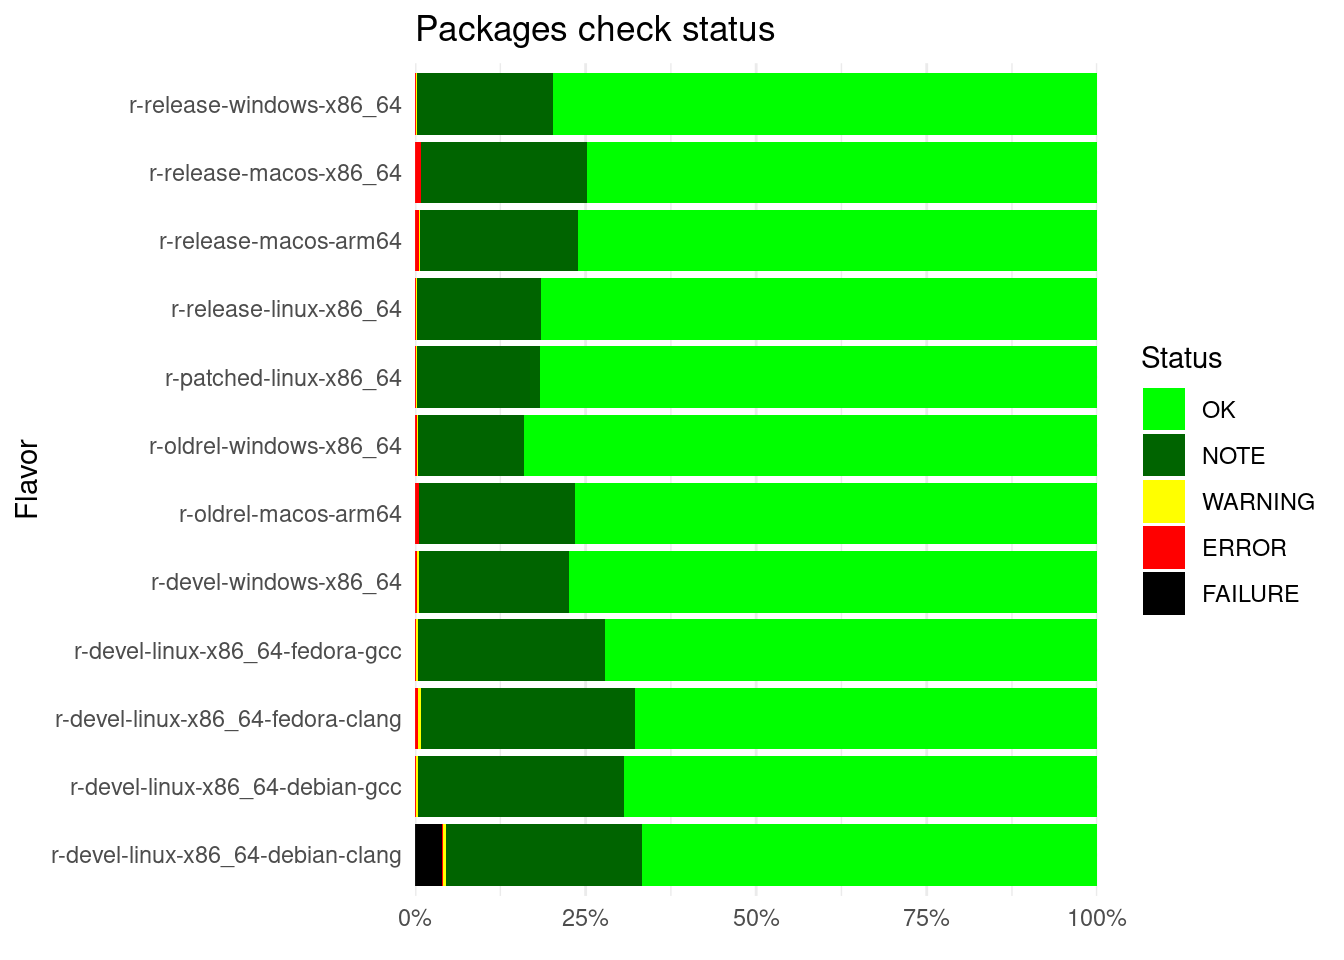 Packages check status
Flavor
r-release-windows-x86_64
r-release-macos-x86_64
r-release-macos-arm64
r-release-linux-x86_64
r-patched-linux-x86_64
r-oldrel-windows-x86_64
r-oldrel-macos-arm64
r-devel-windows-x86_64
r-devel-linux-x86_64-fedora-gcc
r-devel-linux-x86_64-fedora-clang
r-devel-linux-x86_64-debian-gcc
r-devel-linux-x86_64-debian-clang
0% 25% 50% 75% 100%
Status
OK
NOTE
WARNING
ERROR
FAILURE